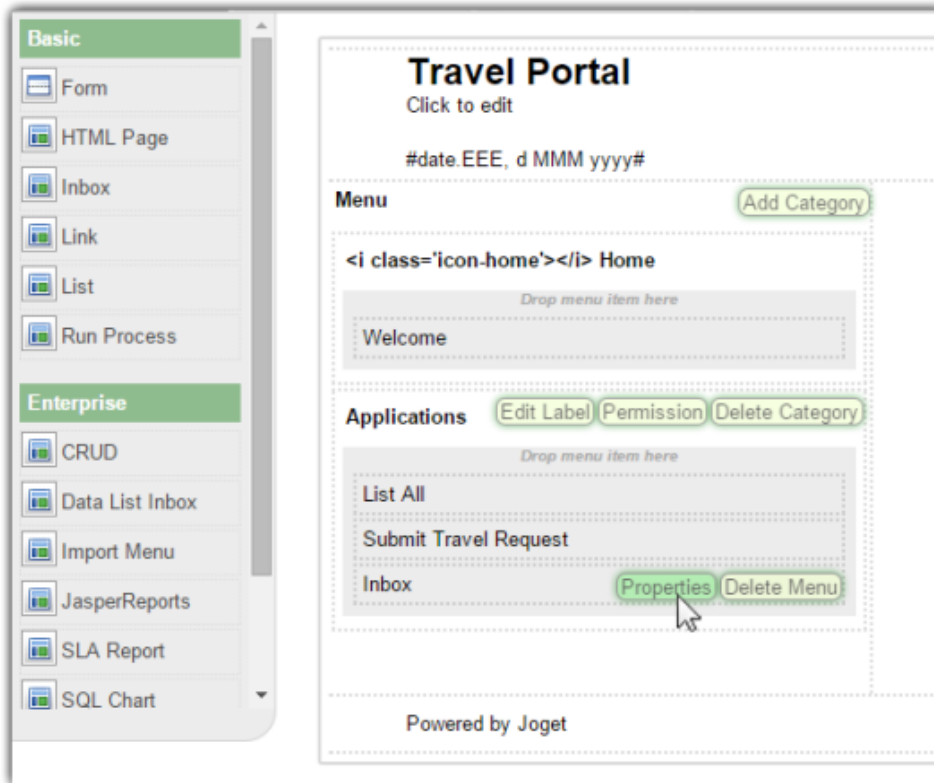 Basic
Form
HTML Page
Inbox
Link
List
Run Process
Enterprise
CRUD
Data List Inbox
Import Menu
JasperReports
SLA Report
SQL Chart
Travel Portal
Click to edit
#date.EEE, d MMM yyyy#
Menu Add Category
<i class='icon-home'></i> Home
Drop menu item here
Welcome
Applications Edit Label Permission Delete Category
Drop menu item here
List All
Submit Travel Request
Inbox Properties Delete Menu
Powered by Joget